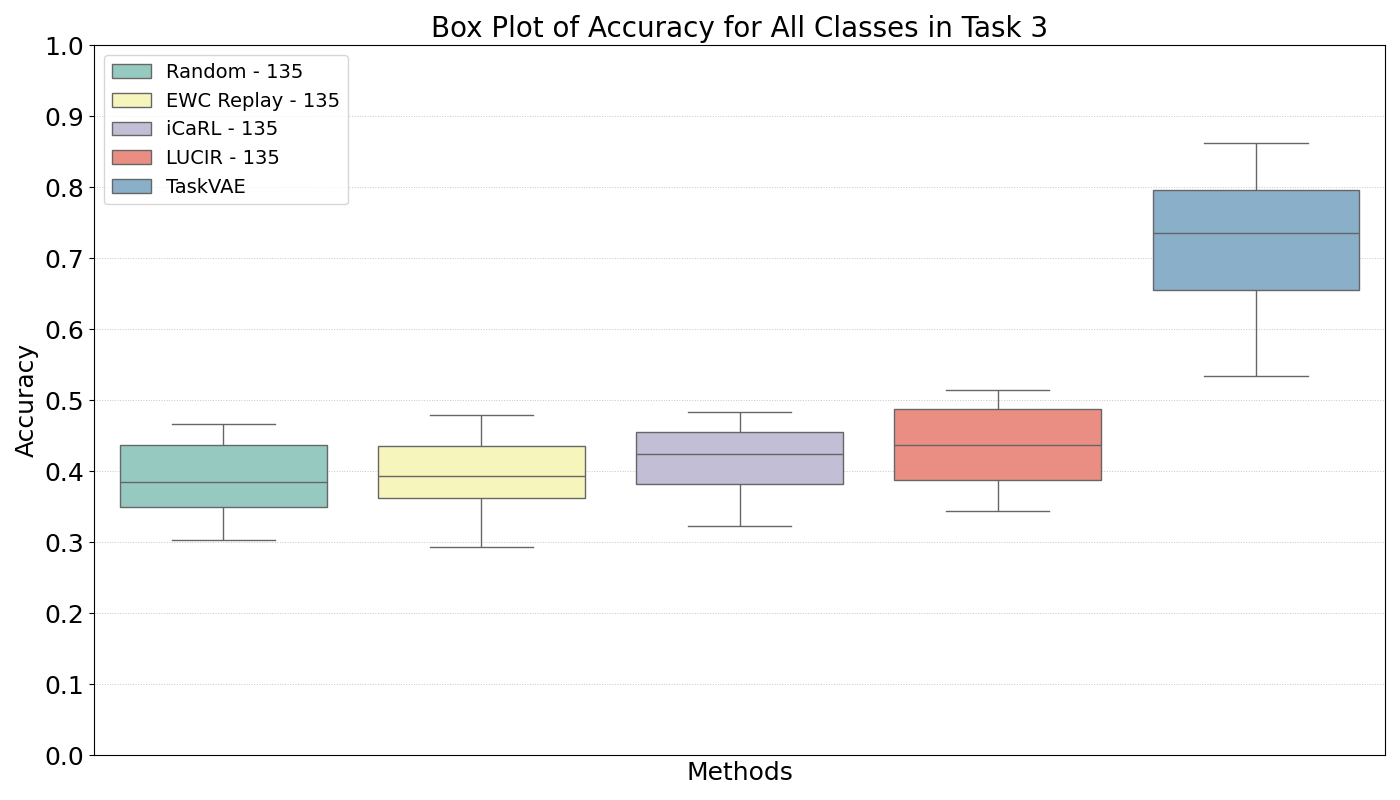 Box Plot of Accuracy for All Classes in Task 3
1.0
0.9
0.8
0.7
0.6
0.5
0.4
0.3
0.2
0.1
0.0
Accuracy
Random - 135
EWC Replay - 135
iCaRL - 135
LUCIR - 135
TaskVAE
Methods